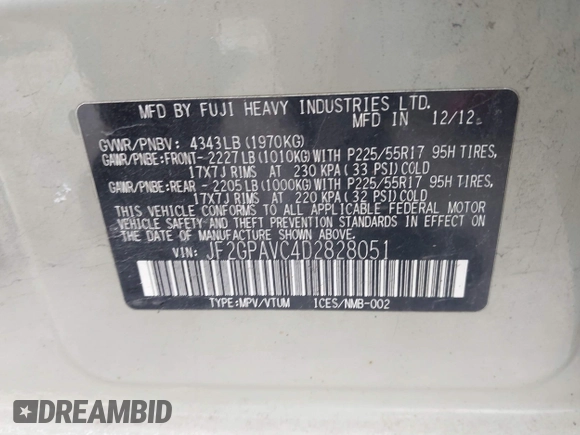 MFD BY FUJI HEAVY INDUSTRIES LTD.
MFD IN 12/12
GVWR/PNBV: 4343LB(1970KG)
GAWR/PNBE:FRONT-2227LB(1010KG)WITH P225/55R17 95H TIRES,
17X7J RIMS AT 230 KPA(33 PSI)COLD
GAWR/PNBE:REAR -2205LB(1000KG)WITH P225/55R17 95H TIRES,
17X7J RIMS AT 220 KPA(32 PSI)COLD
THIS VEHICLE CONFORMS TO ALL APPLICABLE FEDERAL MOTOR
VEHICLE SAFETY AND THEFT PREVENTION STANDARDS IN EFFECT
ON THE DATE OF MANUFACTURE SHOWN ABOVE.
VIN: JF2GPAVC4D2828051
TYPE:MPV/VTUM ICES/NMB-002
DREAMBID